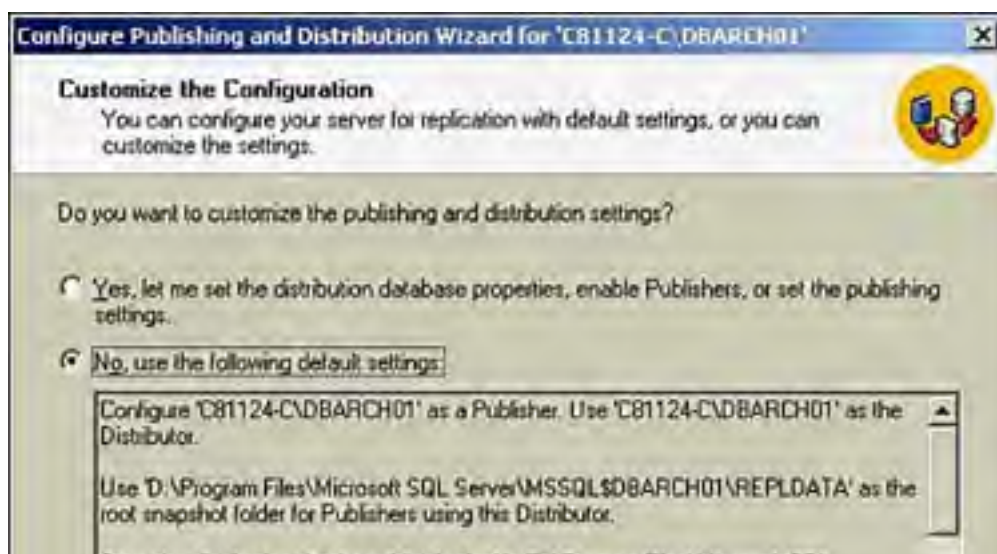 Configure Publishing and Distribution Wizard for 'C81124-C\DBARCH01'
Customize the Configuration
You can configure your server for replication with default settings, or you can
customize the settings.
Do you want to customize the publishing and distribution settings?
Yes, let me set the distribution database properties, enable Publishers, or set the publishing
settings.
No, use the following default settings:
Configure 'C81124-C\DBARCH01' as a Publisher. Use 'C81124-C\DBARCH01' as the
Distributor.
Use 'D:\Program Files\Microsoft SQL Server\MSSQL$DBARCH01\REPLDATA' as the
root snapshot folder for Publishers using this Distributor.